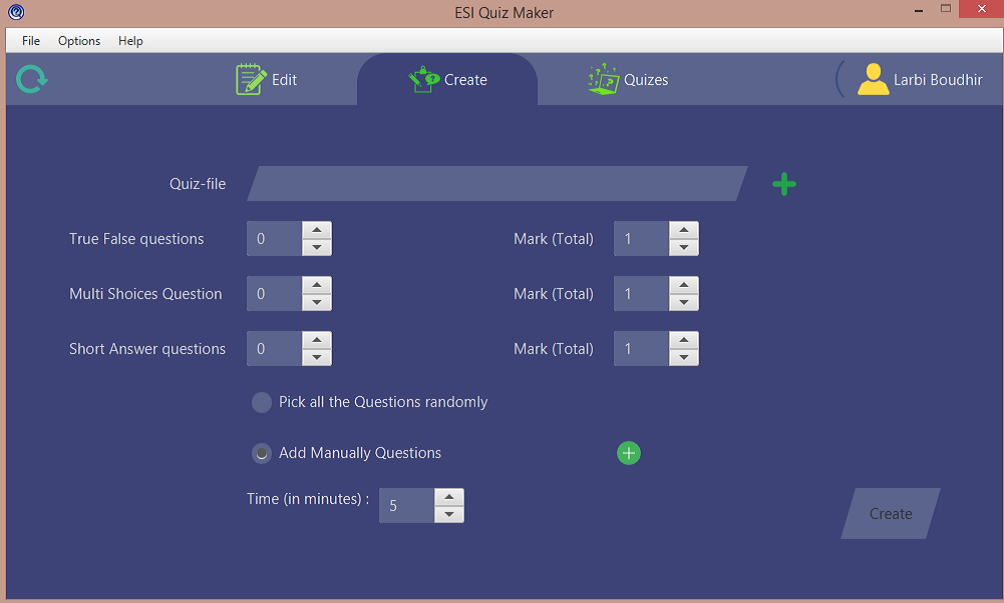 ESI Quiz Maker
File Options Help
Edit Create Quizes Larbi Boudhir
Quiz-file
True False questions 0 Mark (Total) 1
Multi Shoices Question 0 Mark (Total) 1
Short Answer questions 0 Mark (Total) 1
Pick all the Questions randomly
Add Manually Questions
Time (in minutes) : 5
Create